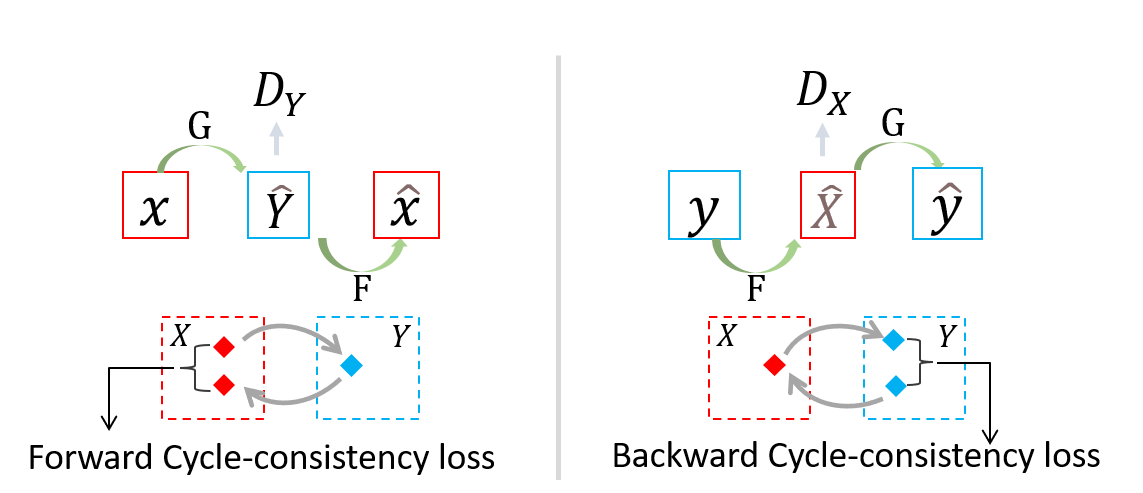 D_Y
G
x
Ŷ
x̂
F
X
Y
Forward Cycle-consistency loss
D_X
G
y
X̂
ŷ
F
X
Y
Backward Cycle-consistency loss